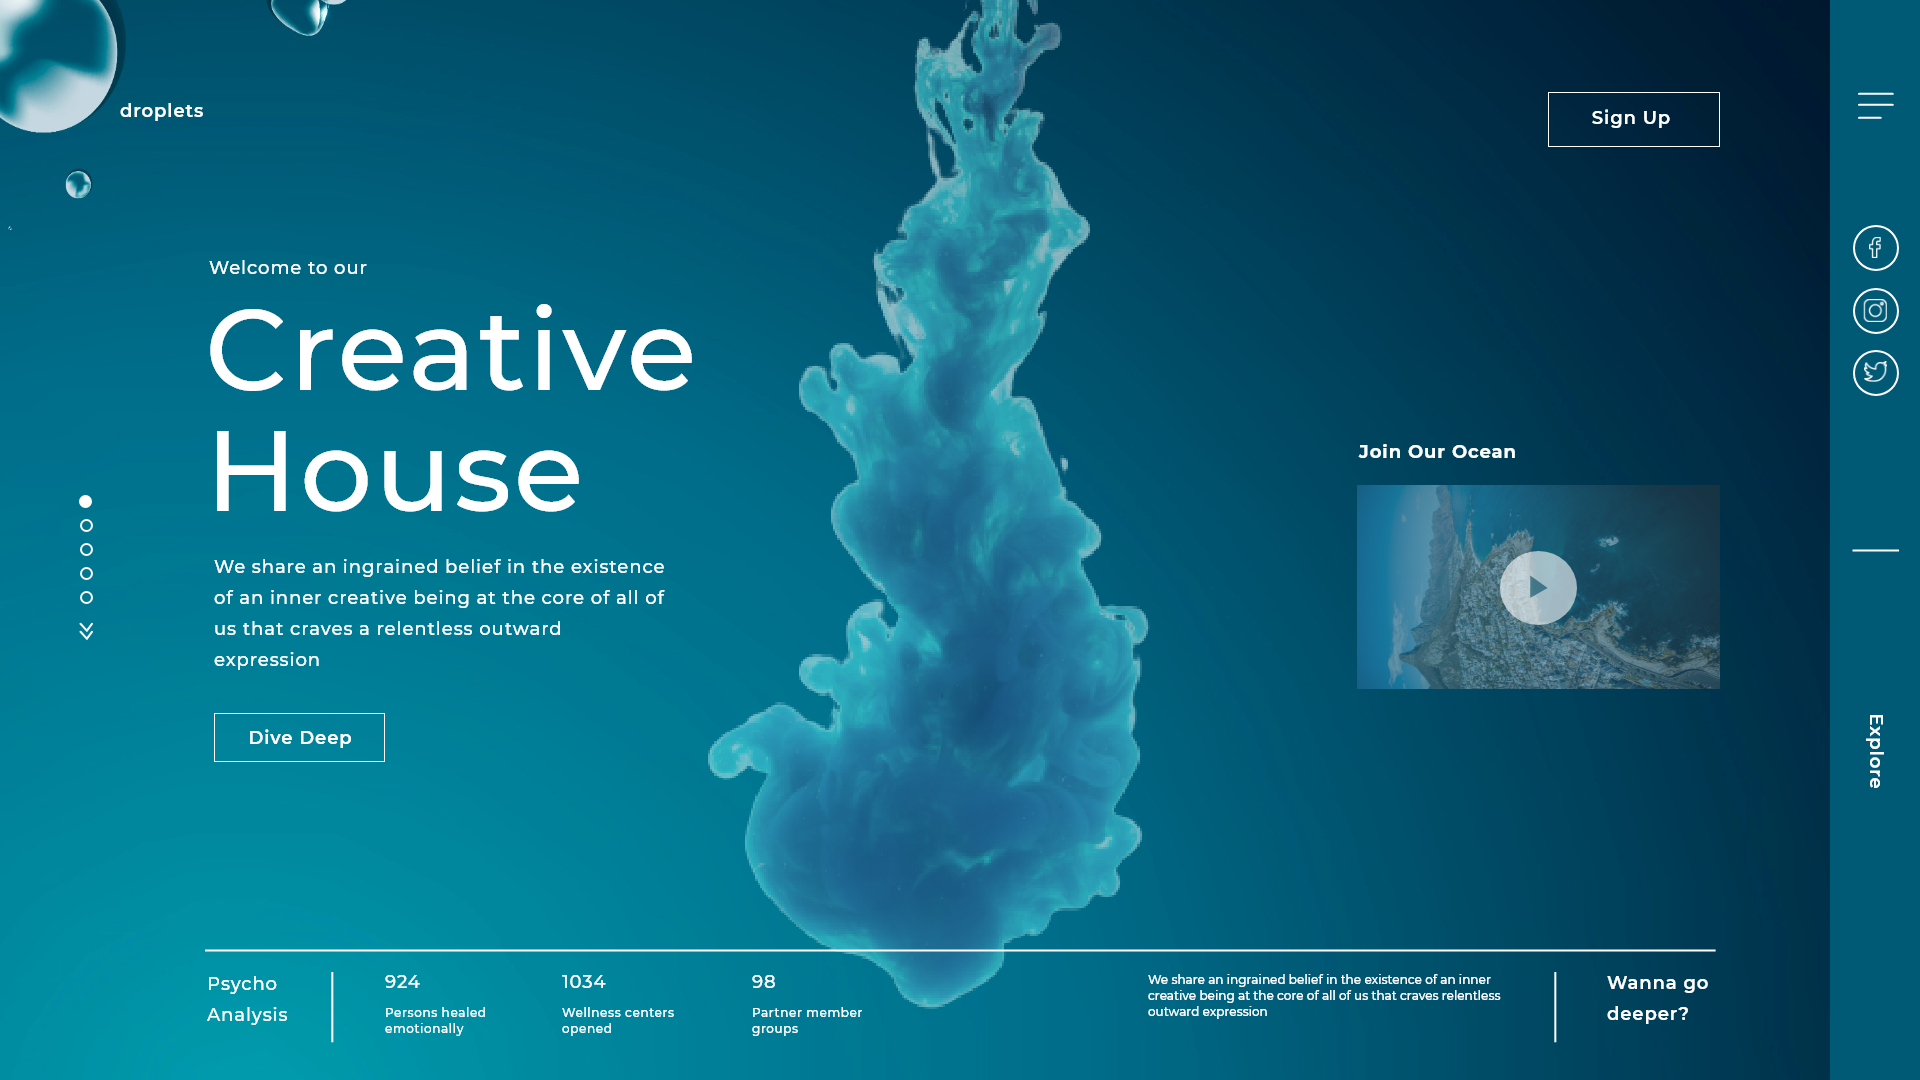 droplets
Sign Up
Welcome to our
Creative
House
We share an ingrained belief in the existence
of an inner creative being at the core of all of
us that craves a relentless outward
expression
Dive Deep
Join Our Ocean
Explore
Psycho
Analysis
924
Persons healed
emotionally
1034
Wellness centers
opened
98
Partner member
groups
We share an ingrained belief in the existence of an inner
creative being at the core of all of us that craves relentless
outward expression
Wanna go
deeper?